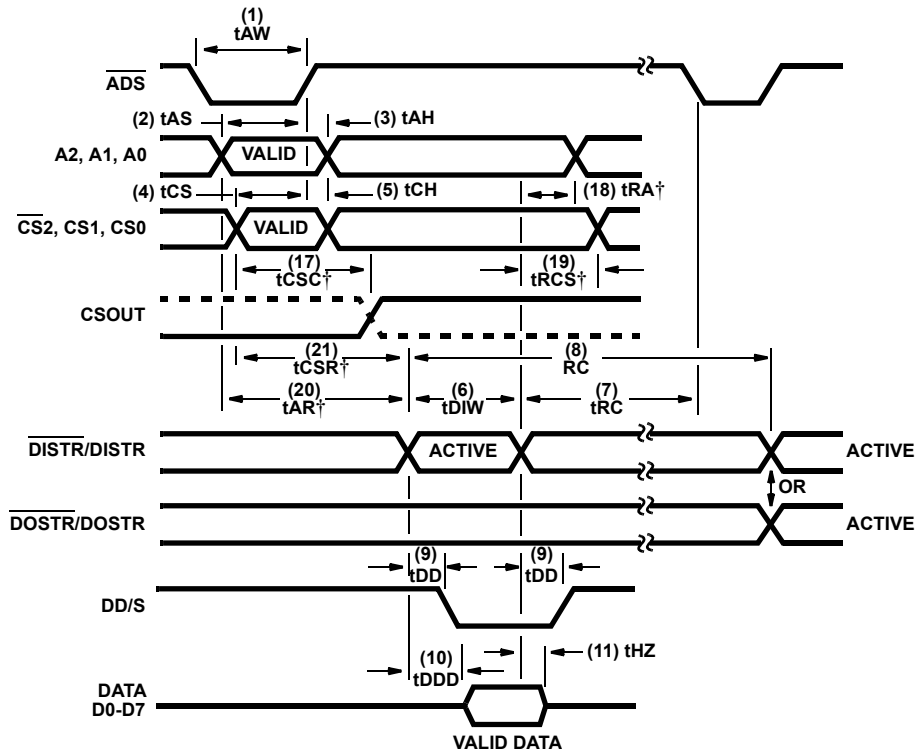 (1)
tAW
ADS
(2) tAS
(3) tAH
A2, A1, A0
VALID
(4) tCS
(5) tCH
(18) tRA†
CS2, CS1, CS0
VALID
(17)
tCSC†
(19)
tRCS†
CSOUT
(21)
tCSR†
(8)
RC
(20)
tAR†
(6)
tDIW
(7)
tRC
DISTR/DISTR
ACTIVE
ACTIVE
OR
DOSTR/DOSTR
ACTIVE
(9)
tDD
(9)
tDD
DD/S
(10)
tDDD
(11) tHZ
DATA
D0-D7
VALID DATA